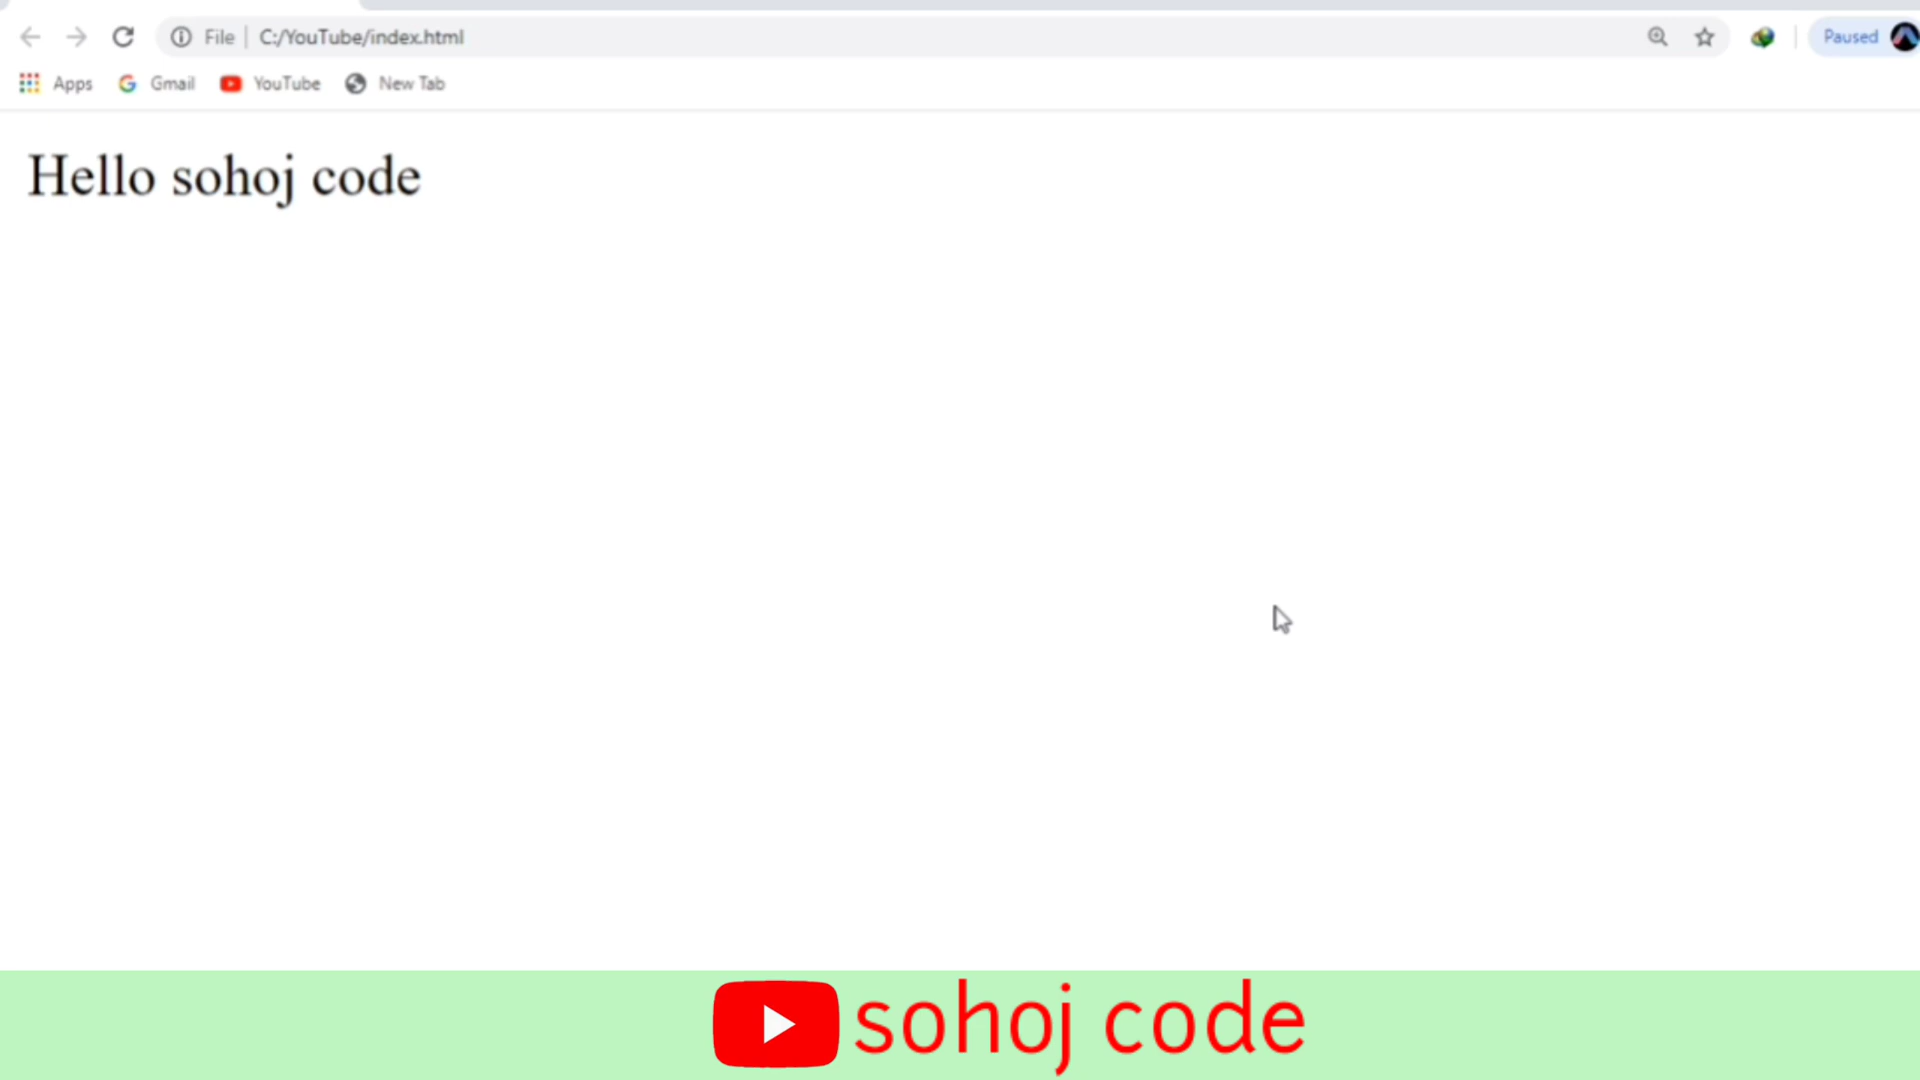 File C:/YouTube/index.html Paused
Apps Gmail YouTube New Tab
Hello sohoj code
sohoj code